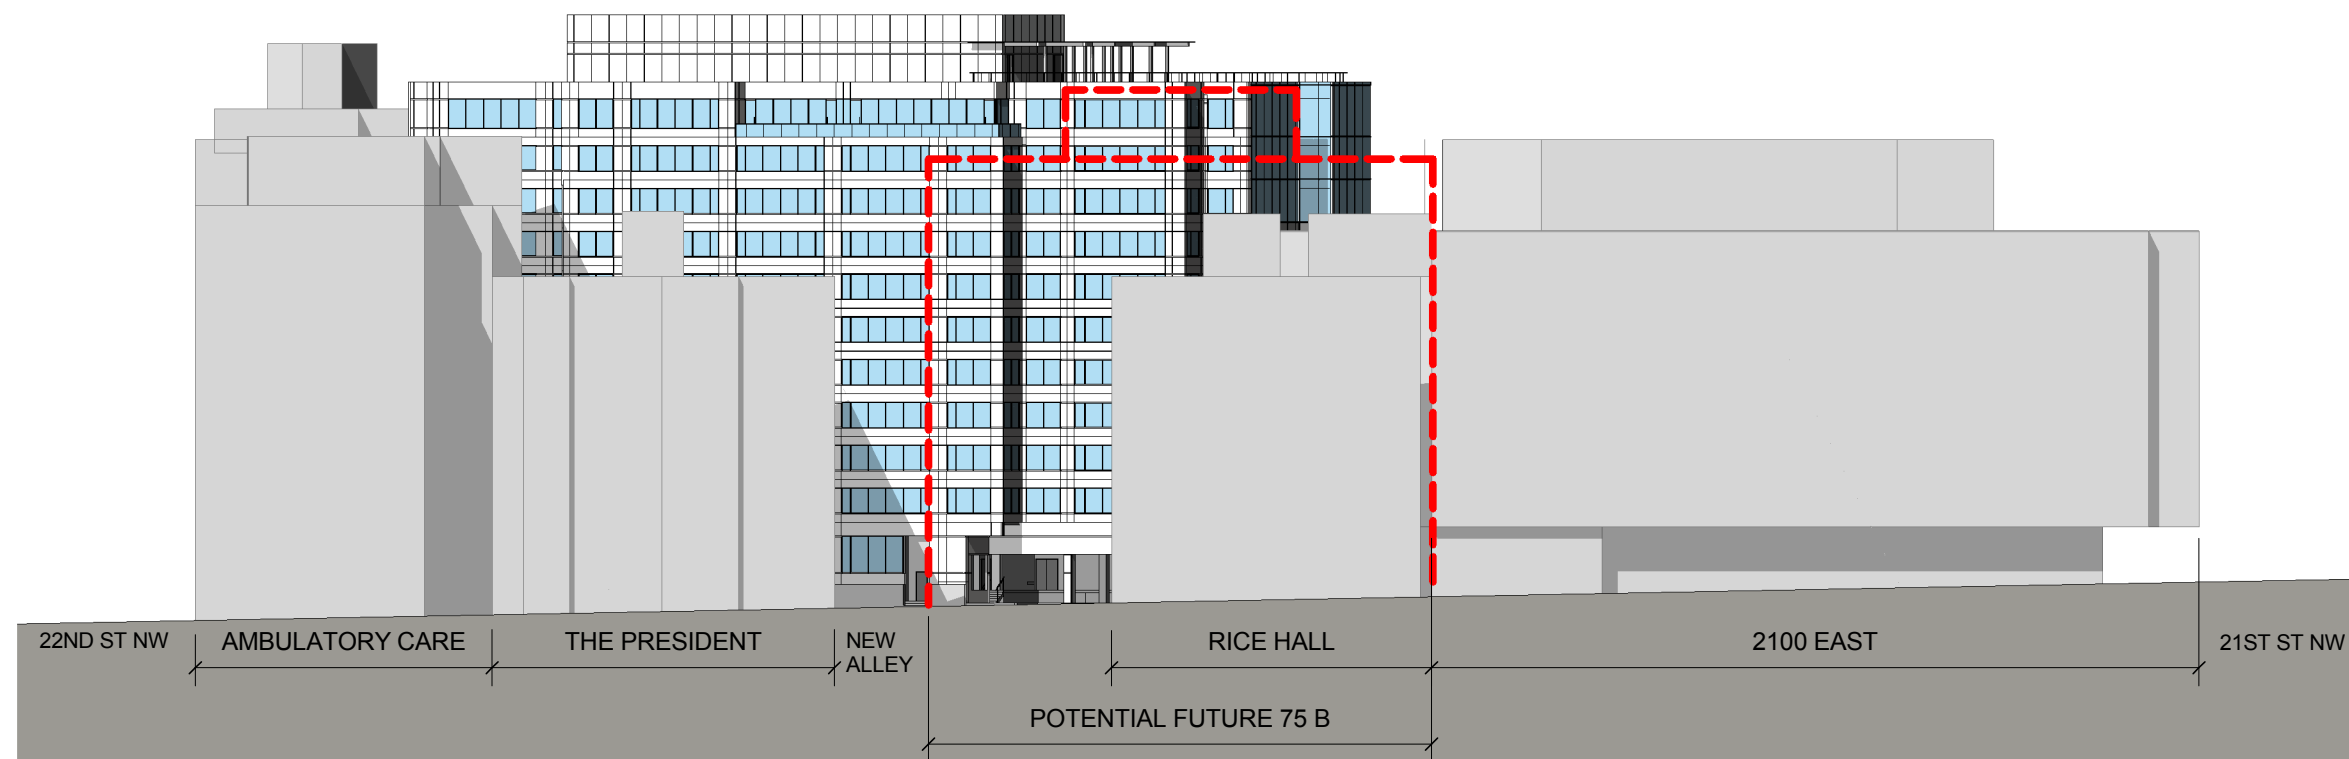 22ND ST NW
AMBULATORY CARE
THE PRESIDENT
NEW
ALLEY
RICE HALL
2100 EAST
21ST ST NW
POTENTIAL FUTURE 75 B